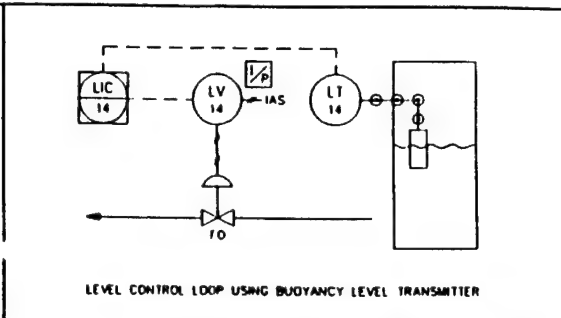 I/P
LIC
14
LV
14
IAS
LT
14
FO
LEVEL CONTROL LOOP USING BUOYANCY LEVEL TRANSMITTER